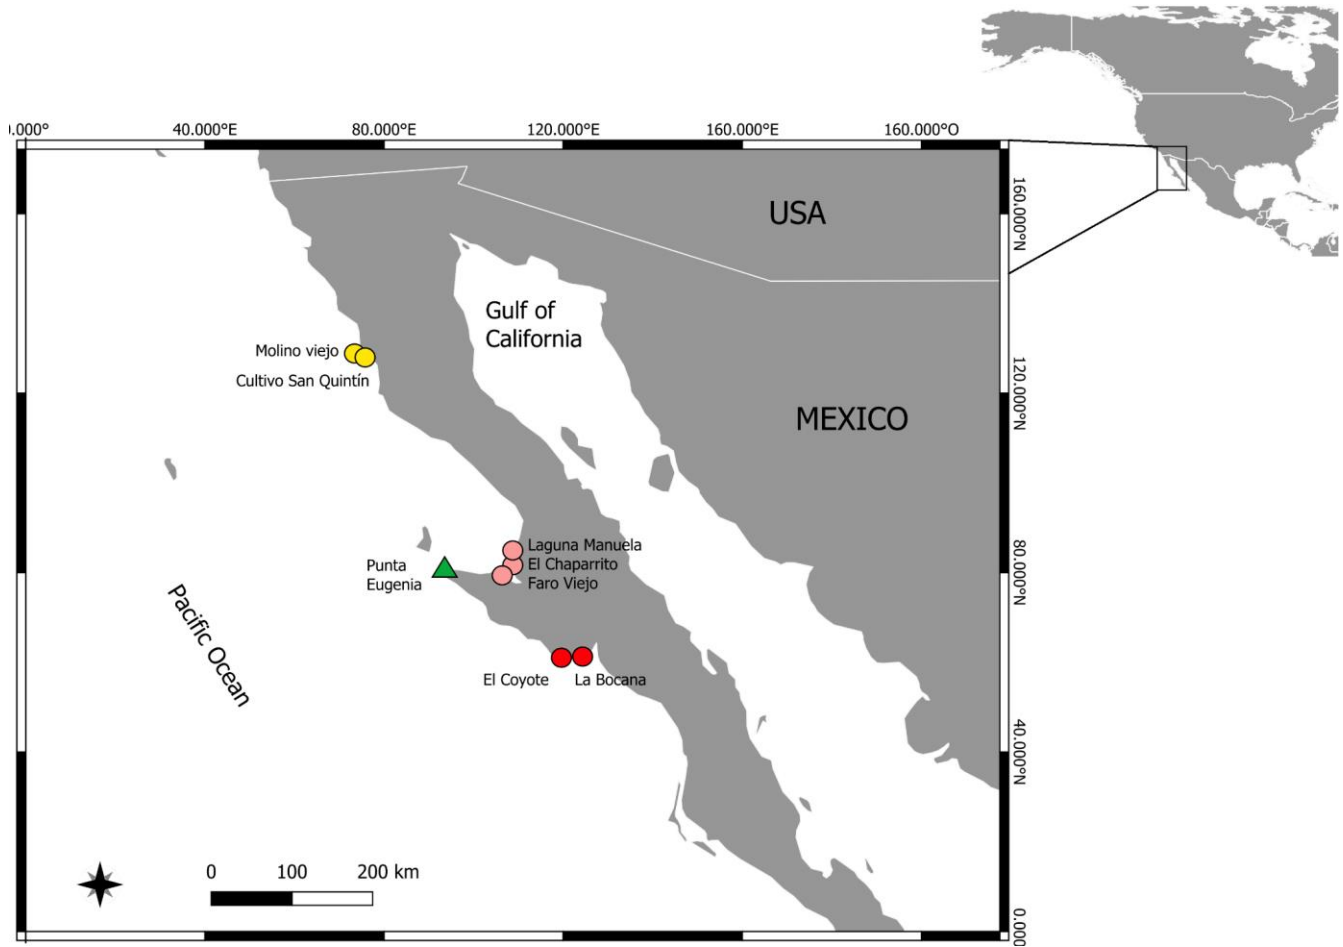 0.000°
40.000°E
80.000°E
120.000°E
160.000°E
160.000°O
USA
160.000°N
Gulf of
California
Molino viejo
Cultivo San Quintín
120.000°N
MEXICO
Laguna Manuela
El Chaparrito
Faro Viejo
Punta
Eugenia
80.000°N
Pacific Ocean
El Coyote
La Bocana
40.000°N
0
100
200 km
0.000